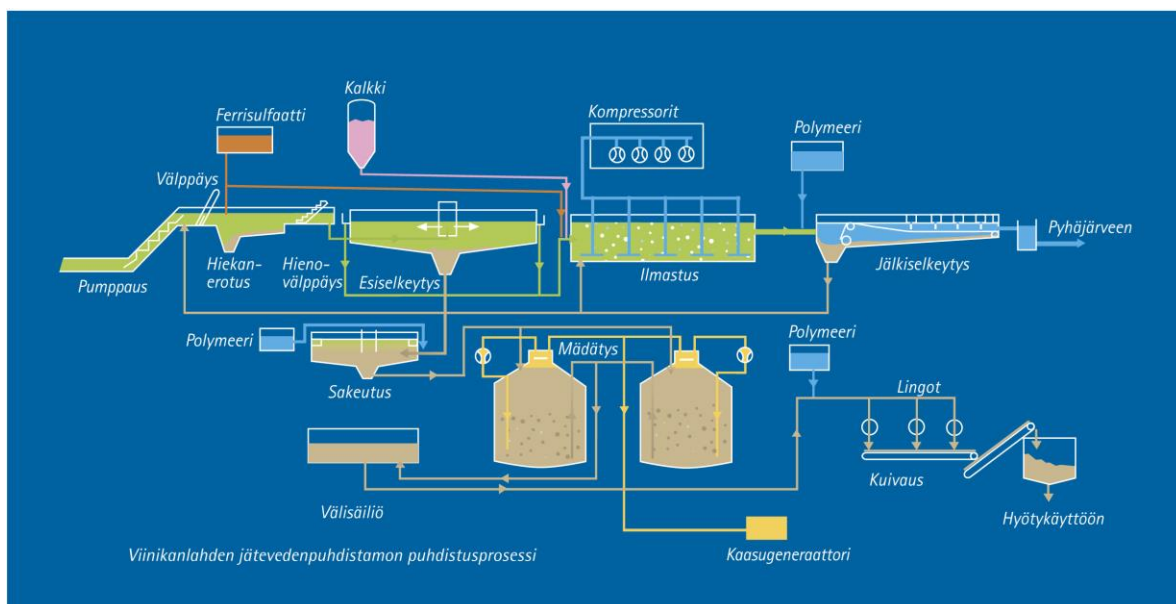 Kalkki
Ferrisulfaatti
Kompressorit
Polymeeri
Välppäys
Pumppaus
Hiekan-
erotus
Hieno-
välppäys
Esiselkeytys
Ilmastus
Jälkiselkeytys
Pyhäjärveen
Polymeeri
Sakeutus
Mädätys
Polymeeri
Lingot
Välisäiliö
Kuivaus
Hyötykäyttöön
Kaasugeneraattori
Viinikanlahden jätevedenpuhdistamon puhdistusprosessi